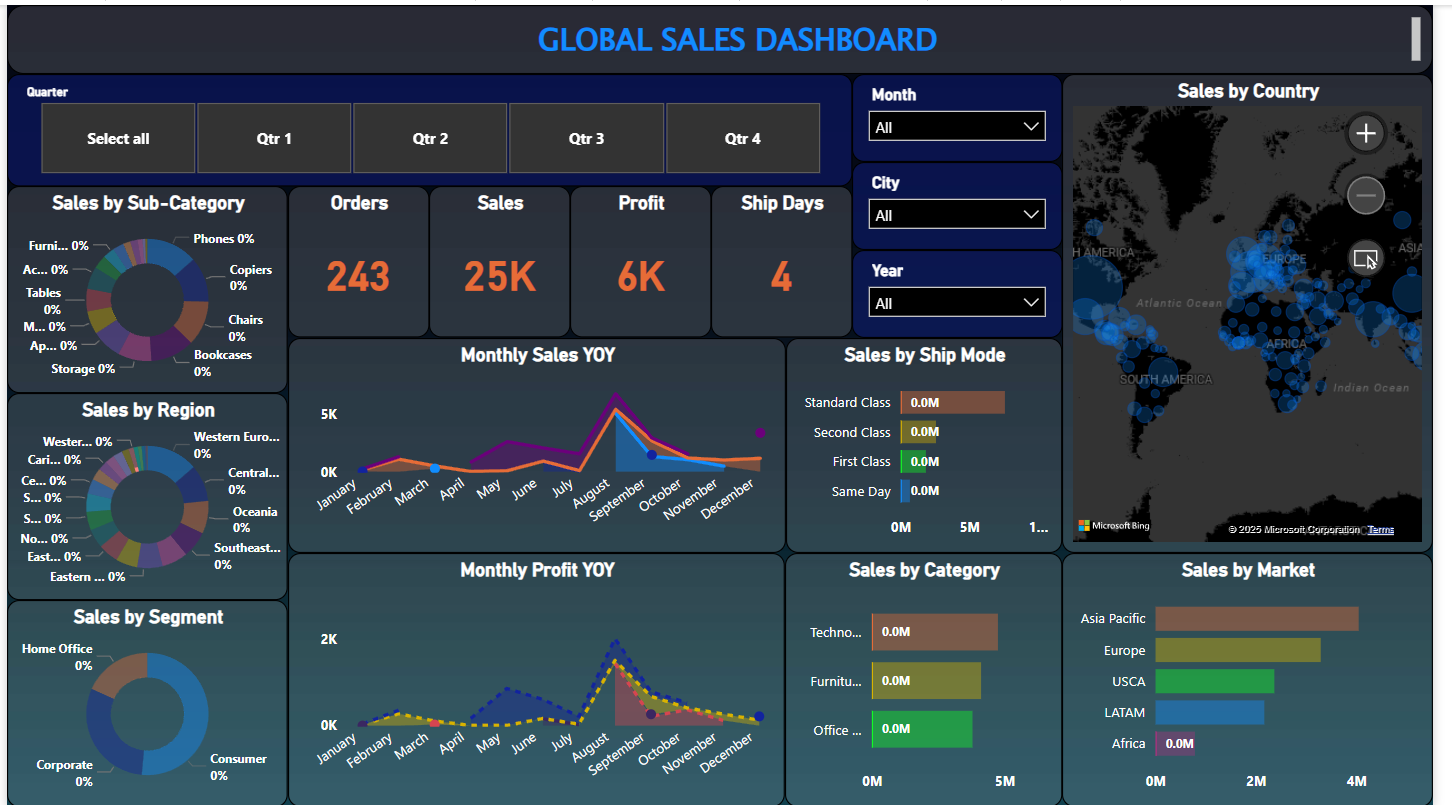 GLOBAL SALES DASHBOARD
Quarter
Select all
Qtr 1
Qtr 2
Qtr 3
Qtr 4
Month
All
City
All
Year
All
Sales by Country
H AMERICA
EUROPE
ASIA
Atlantic Ocean
AFRICA
SOUTH AMERICA
Indian Ocean
Microsoft Bing
© 2025 Microsoft Corporation Terms
Sales by Sub-Category
Phones 0%
Copiers
0%
Chairs
0%
Bookcases
0%
Storage 0%
Ap... 0%
M... 0%
Tables
0%
Ac... 0%
Furni... 0%
Orders
243
Sales
25K
Profit
6K
Ship Days
4
Sales by Region
Western Euro...
0%
Central...
0%
Oceania
0%
Southeast...
0%
Eastern ... 0%
East... 0%
No... 0%
S... 0%
S... 0%
Ce... 0%
Cari... 0%
Wester... 0%
Monthly Sales YOY
5K
0K
January
February
March
April
May
June
July
August
September
October
November
December
Sales by Ship Mode
Standard Class 0.0M
Second Class 0.0M
First Class 0.0M
Same Day 0.0M
0M 5M 1...
Sales by Segment
Home Office
0%
Corporate
0%
Consumer
0%
Monthly Profit YOY
2K
0K
January
February
March
April
May
June
July
August
September
October
November
December
Sales by Category
Techno... 0.0M
Furnitu... 0.0M
Office ... 0.0M
0M 5M
Sales by Market
Asia Pacific
Europe
USCA
LATAM
Africa 0.0M
0M 2M 4M